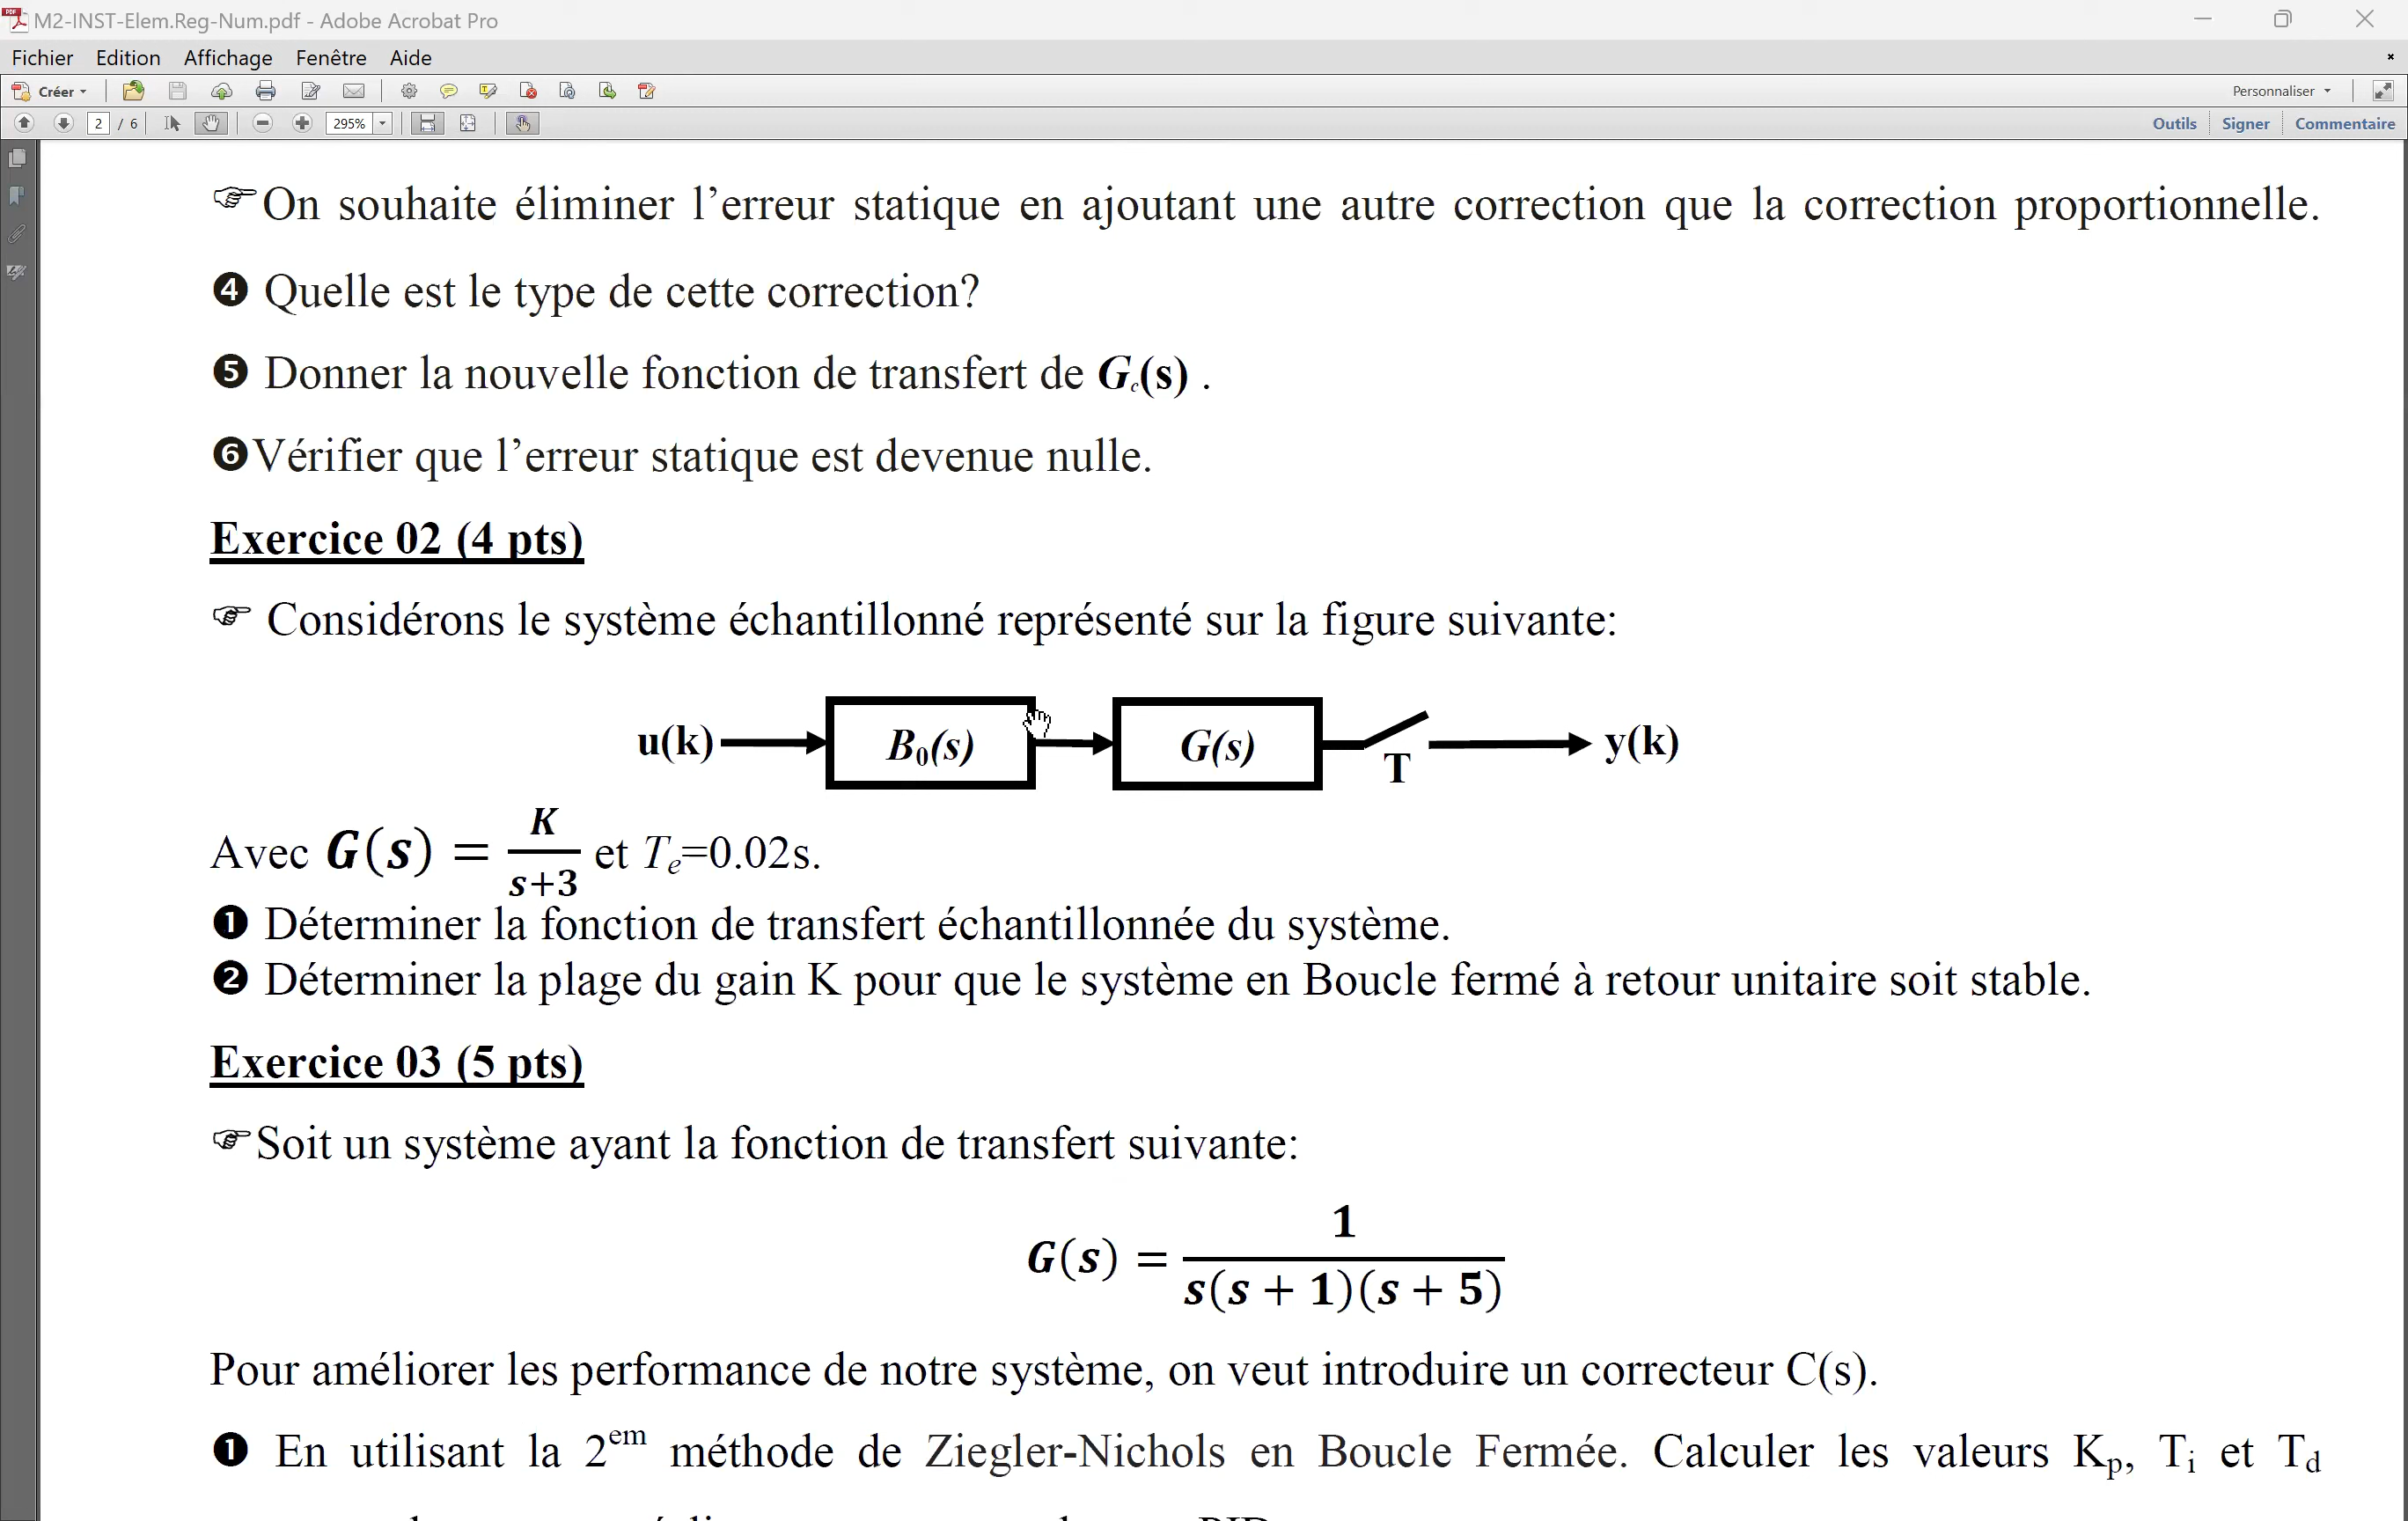 M2-INST-Elem.Reg-Num.pdf - Adobe Acrobat Pro
Fichier Edition Affichage Fenêtre Aide
Créer Personnaliser
2 / 6 295% Outils Signer Commentaire
☞On souhaite éliminer l’erreur statique en ajoutant une autre correction que la correction proportionnelle.
❹ Quelle est le type de cette correction?
❺ Donner la nouvelle fonction de transfert de Gc(s) .
❻Vérifier que l’erreur statique est devenue nulle.
Exercice 02 (4 pts)
☞ Considérons le système échantillonné représenté sur la figure suivante:
u(k) B0(s) G(s) T y(k)
Avec G(s) = K/(s+3) et Te=0.02s.
❶ Déterminer la fonction de transfert échantillonnée du système.
❷ Déterminer la plage du gain K pour que le système en Boucle fermé à retour unitaire soit stable.
Exercice 03 (5 pts)
☞Soit un système ayant la fonction de transfert suivante:
G(s) = 1/(s(s + 1)(s + 5))
Pour améliorer les performance de notre système, on veut introduire un correcteur C(s).
❶ En utilisant la 2em méthode de Ziegler-Nichols en Boucle Fermée. Calculer les valeurs Kp, Ti et Td